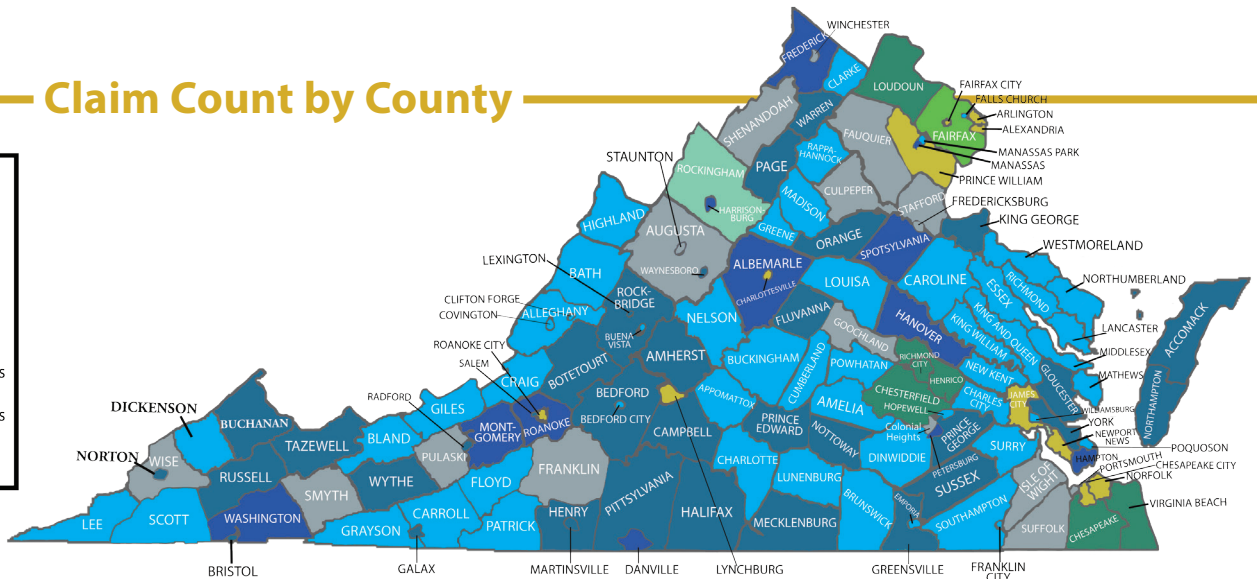 Claim Count by County
WINCHESTER
FREDERICK
CLARKE
LOUDOUN
FAIRFAX CITY
FALLS CHURCH
ARLINGTON
ALEXANDRIA
FAIRFAX
MANASSAS PARK
MANASSAS
PRINCE WILLIAM
SHENANDOAH
WARREN
FAUQUIER
RAPPA-
HANNOCK
STAUNTON
ROCKINGHAM
PAGE
CULPEPER
STAFFORD
FREDERICKSBURG
KING GEORGE
MADISON
HARRISON-
BURG
HIGHLAND
AUGUSTA
GREENE
ORANGE
SPOTSYLVANIA
WESTMORELAND
LEXINGTON
BATH
WAYNESBORO
ALBEMARLE
CHARLOTTESVILLE
LOUISA
CAROLINE
ESSEX
RICHMOND
NORTHUMBERLAND
ROCK-
BRIDGE
CLIFTON FORGE
COVINGTON
ALLEGHANY
NELSON
FLUVANNA
GOOCHLAND
HANOVER
KING AND QUEEN
KING WILLIAM
LANCASTER
ACCOMACK
BUENA
VISTA
ROANOKE CITY
SALEM
AMHERST
BUCKINGHAM
CUMBERLAND
POWHATAN
RICHMOND
CITY
HENRICO
NEW KENT
MIDDLESEX
MATHEWS
GLOUCESTER
NORTHAMPTON
CRAIG
BOTETOURT
BEDFORD
BEDFORD CITY
APPOMATTOX
AMELIA
CHESTERFIELD
HOPEWELL
CHARLES
CITY
JAMES
CITY
WILLIAMSBURG
YORK
NEWPORT
NEWS
POQUOSON
HAMPTON
PORTSMOUTH
CHESAPEAKE CITY
NORFOLK
VIRGINIA BEACH
RADFORD
GILES
DICKENSON
BUCHANAN
TAZEWELL
BLAND
MONT-
GOMERY
ROANOKE
CAMPBELL
PRINCE
EDWARD
NOTTOWAY
Colonial
Heights
PRINCE
GEORGE
DINWIDDIE
PETERSBURG
SURRY
NORTON
WISE
RUSSELL
PULASKI
WYTHE
FLOYD
FRANKLIN
PITTSYLVANIA
CHARLOTTE
LUNENBURG
SUSSEX
ISLE OF
WIGHT
SMYTH
WASHINGTON
LEE
SCOTT
GRAYSON
CARROLL
PATRICK
HENRY
HALIFAX
MECKLENBURG
BRUNSWICK
EMPORIA
SOUTHAMPTON
SUFFOLK
CHESAPEAKE
BRISTOL
GALAX
MARTINSVILLE
DANVILLE
LYNCHBURG
GREENSVILLE
FRANKLIN
CITY